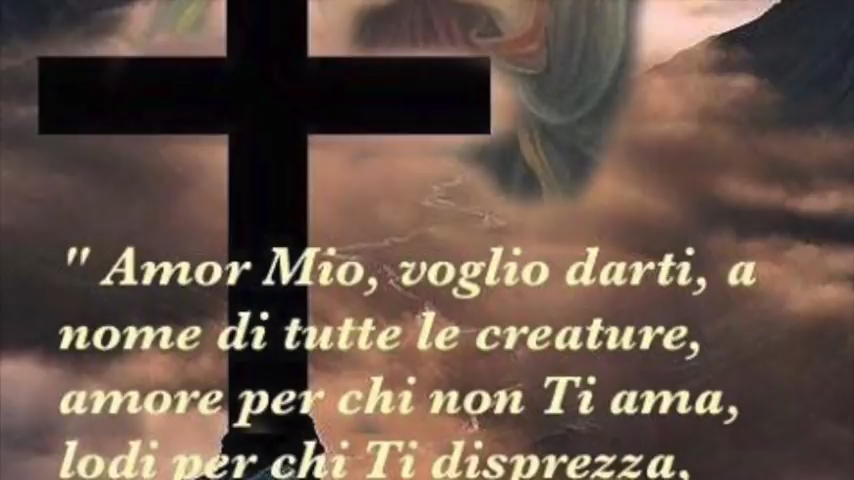 " Amor Mio, voglio darti, a
nome di tutte le creature,
amore per chi non Ti ama,
lodi per chi Ti disprezza,